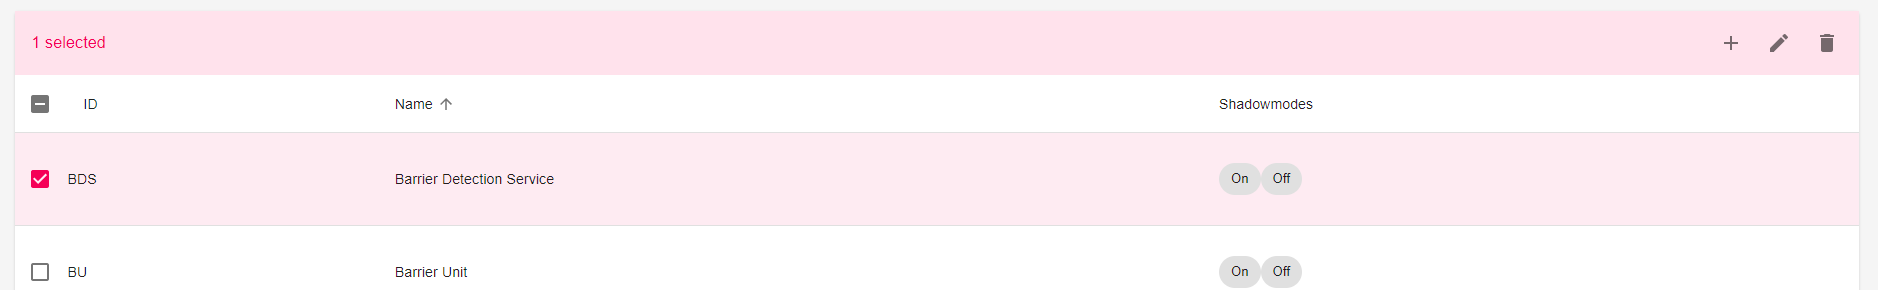 1 selected
ID Name Shadowmodes
BDS Barrier Detection Service On Off
BU Barrier Unit On Off